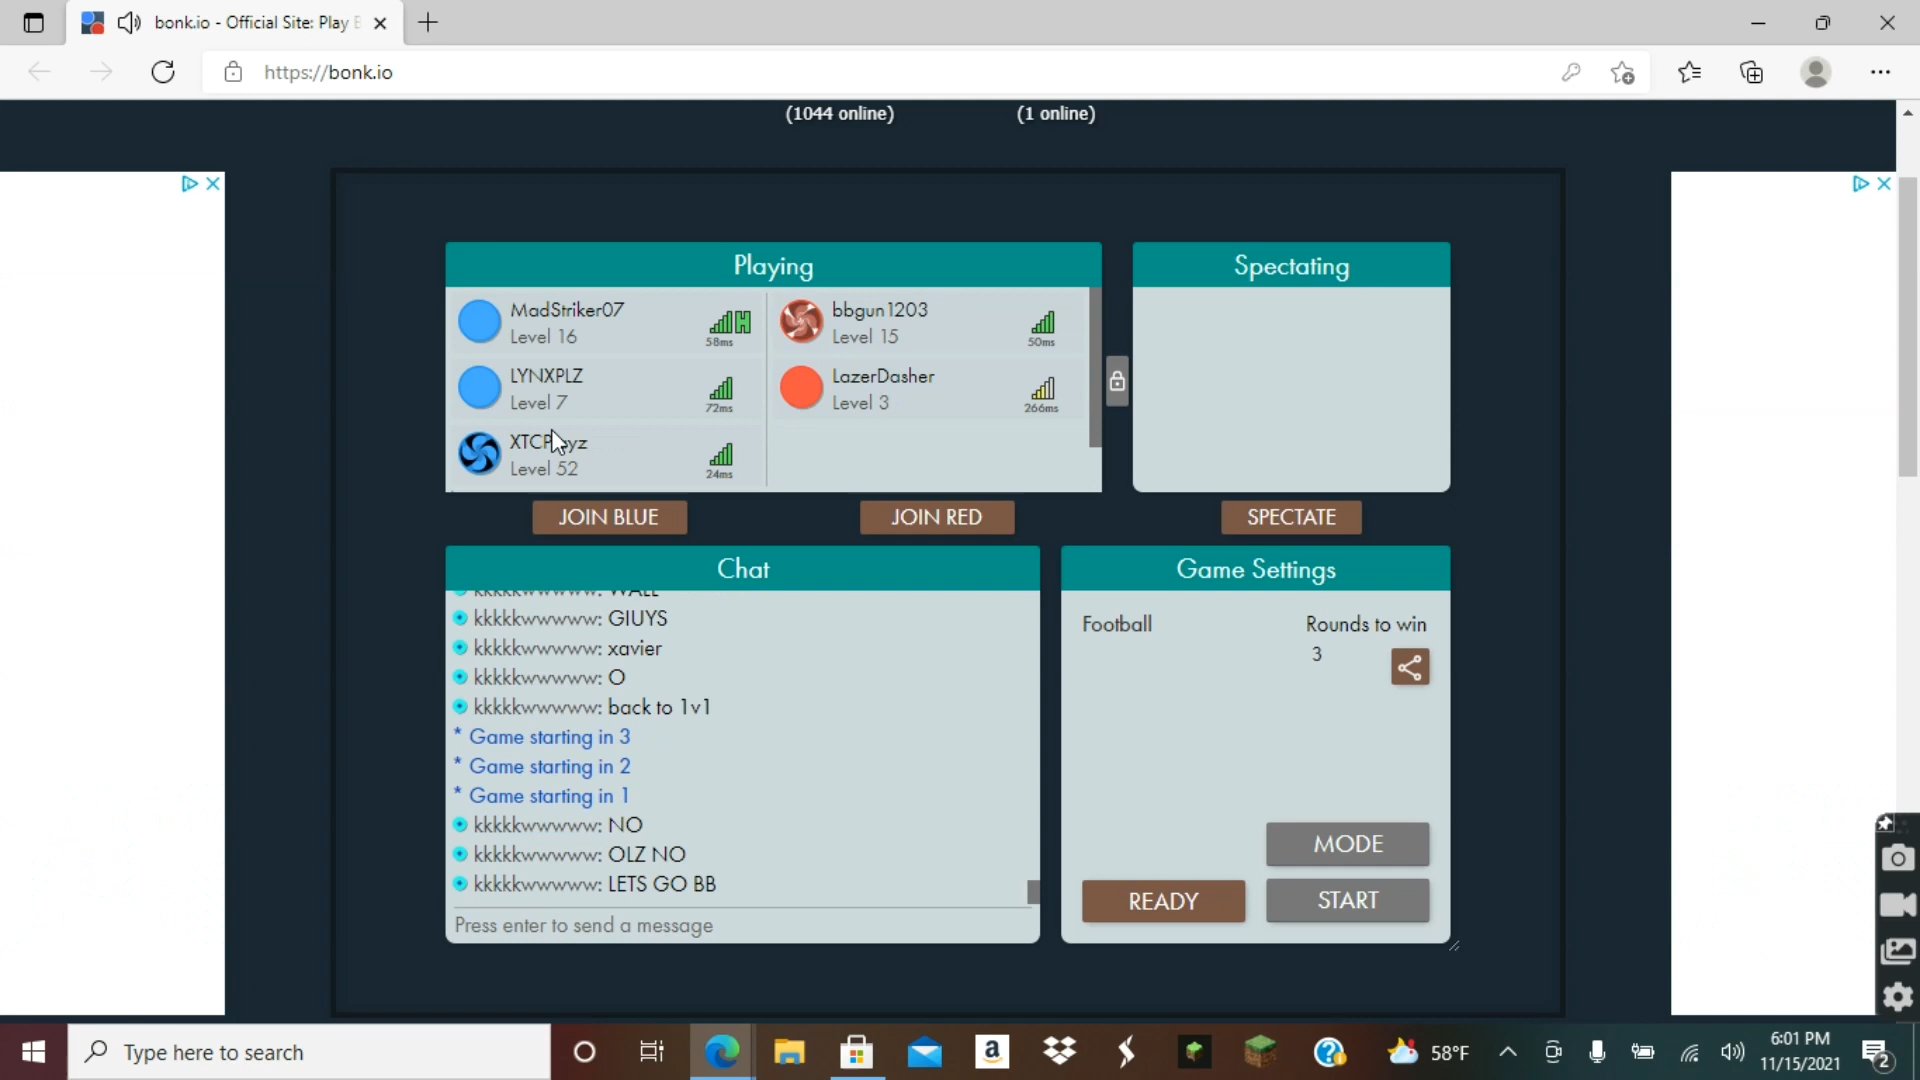 bonk.io - Official Site: Play B
https://bonk.io
(1044 online) (1 online)
Playing
Spectating
MadStriker07
Level 16
58ms
H
bbgun1203
Level 15
50ms
LYNXPLZ
Level 7
72ms
LazerDasher
Level 3
266ms
Level 52
24ms
JOIN BLUE
JOIN RED
SPECTATE
Chat
kkkkkwwwww: WALL
kkkkkwwwww: GIUYS
kkkkkwwwww: xavier
kkkkkwwwww: O
kkkkkwwwww: back to 1v1
* Game starting in 3
* Game starting in 2
* Game starting in 1
kkkkkwwwww: NO
kkkkkwwwww: OLZ NO
kkkkkwwwww: LETS GO BB
Press enter to send a message
Game Settings
Football
Rounds to win
3
MODE
READY
START
Type here to search
58°F
6:01 PM
11/15/2021
2